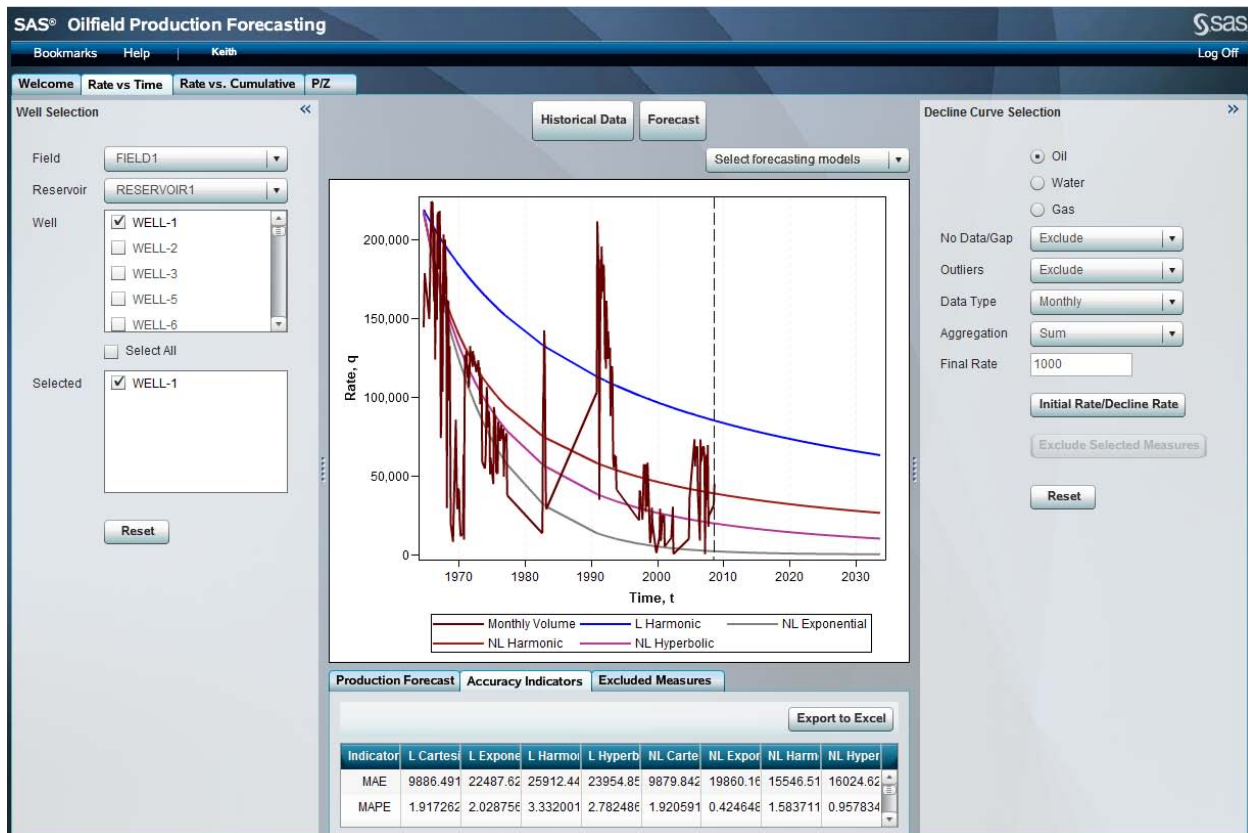 SAS® Oilfield Production Forecasting
sas
Bookmarks Help | Keith
Log Off
Welcome Rate vs Time Rate vs. Cumulative P/Z
Well Selection «
Field FIELD1
Reservoir RESERVOIR1
Well WELL-1
WELL-2
WELL-3
WELL-5
WELL-6
Select All
Selected WELL-1
Reset
Historical Data Forecast
Select forecasting models
Rate, q
200,000
150,000
100,000
50,000
0
1970 1980 1990 2000 2010 2020 2030
Time, t
Monthly Volume L Harmonic NL Exponential
NL Harmonic NL Hyperbolic
Production Forecast Accuracy Indicators Excluded Measures
Export to Excel
Indicator L Cartesi L Expone L Harmo L Hyperb NL Carte NL Expor NL Harm NL Hyper
MAE 9886.491 22487.62 25912.44 23954.85 9879.842 19860.16 15546.51 16024.62
MAPE 1.917262 2.028756 3.332001 2.782486 1.920591 0.424648 1.583711 0.957834
Decline Curve Selection »
Oil
Water
Gas
No Data/Gap Exclude
Outliers Exclude
Data Type Monthly
Aggregation Sum
Final Rate 1000
Initial Rate/Decline Rate
Exclude Selected Measures
Reset